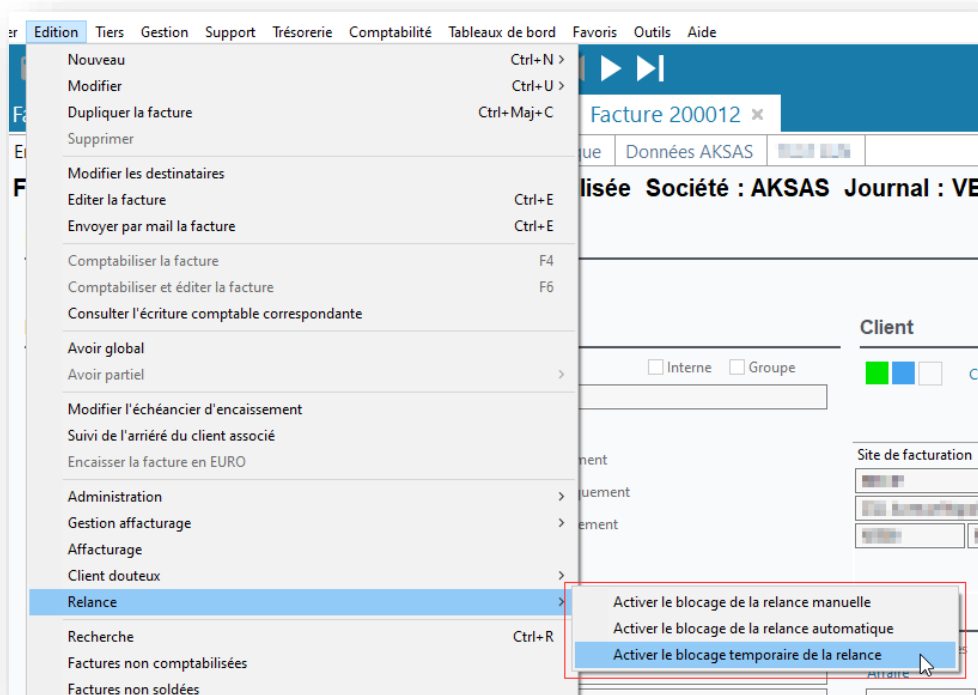 er Edition Tiers Gestion Support Trésorerie Comptabilité Tableaux de bord Favoris Outils Aide
Nouveau Ctrl+N >
Modifier Ctrl+U >
Dupliquer la facture Ctrl+Maj+C
Facture 200012 ×
Supprimer
que Données AKSAS
Modifier les destinataires
lisée Société : AKSAS Journal : VE
Editer la facture Ctrl+E
Envoyer par mail la facture Ctrl+E
Comptabiliser la facture F4
Comptabiliser et éditer la facture F6
Consulter l'écriture comptable correspondante
Client
Avoir global
Interne Groupe
Avoir partiel >
Modifier l'échéancier d'encaissement
Suivi de l'arriéré du client associé
Site de facturation
Encaisser la facture en EURO
ment
Administration >
quement
Gestion affacturage >
ement
Affacturage
Client douteux >
Relance >
Activer le blocage de la relance manuelle
Activer le blocage de la relance automatique
Activer le blocage temporaire de la relance
Recherche Ctrl+R
Factures non comptabilisées
Affaire
Factures non soldées